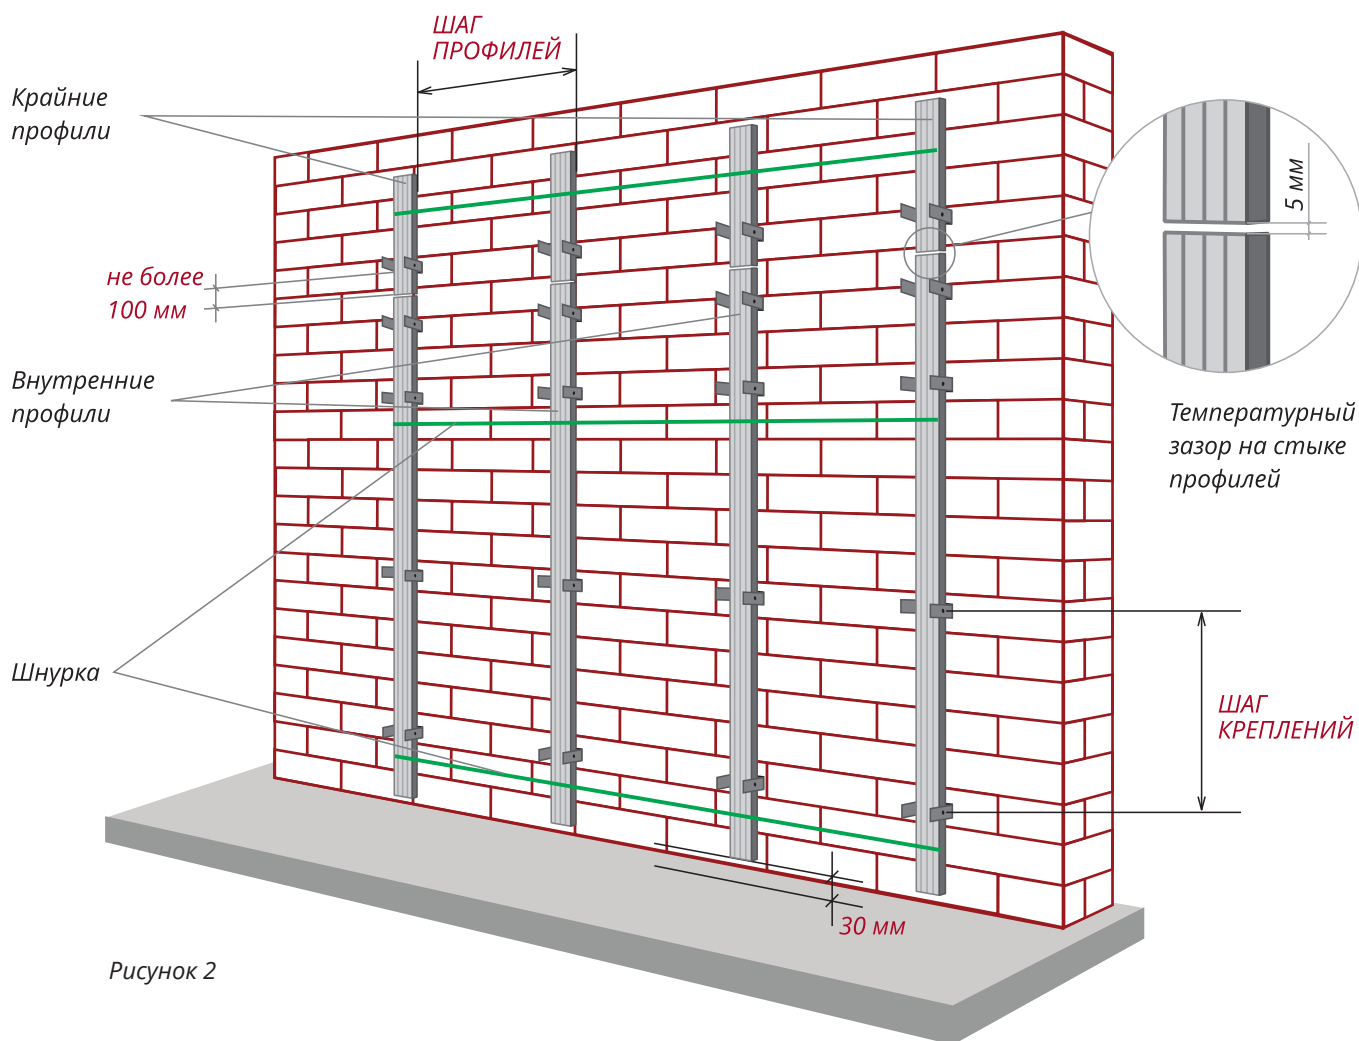 ШАГ
ПРОФИЛЕЙ
Крайние
профили
5 мм
не более
100 мм
Внутренние
профили
Температурный
зазор на стыке
профилей
Шнурка
ШАГ
КРЕПЛЕНИЙ
30 мм
Рисунок 2